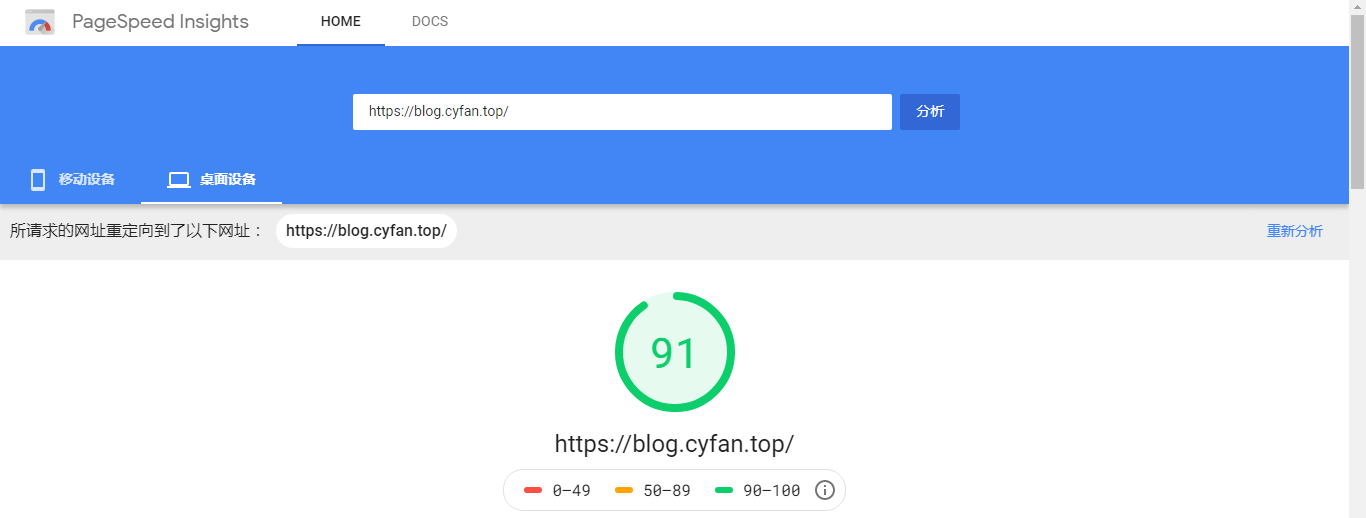 PageSpeed Insights HOME DOCS
https://blog.cyfan.top/ 分析
移动设备 桌面设备
所请求的网址重定向到了以下网址： https://blog.cyfan.top/ 重新分析
91
https://blog.cyfan.top/
0–49 50–89 90–100